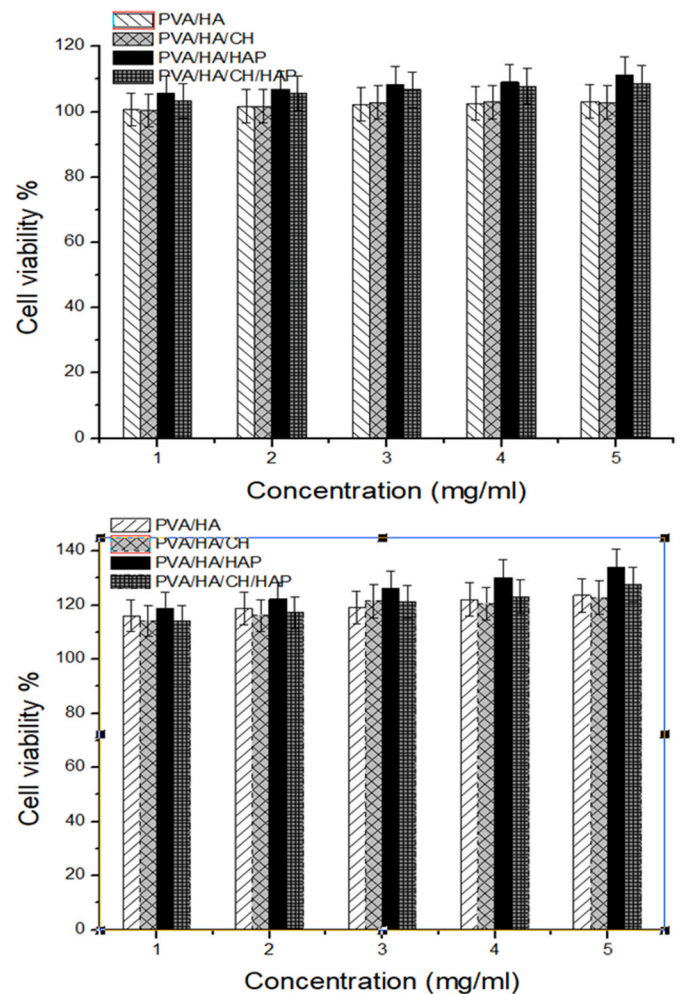 PVA/HA
PVA/HA/CH
PVA/HA/HAP
PVA/HA/CH/HAP
120
100
80
60
40
20
0
Cell viability %
1 2 3 4 5
Concentration (mg/ml)
PVA/HA
PVA/HA/CH
PVA/HA/HAP
PVA/HA/CH/HAP
140
120
100
80
60
40
20
0
Cell viability %
1 2 3 4 5
Concentration (mg/ml)